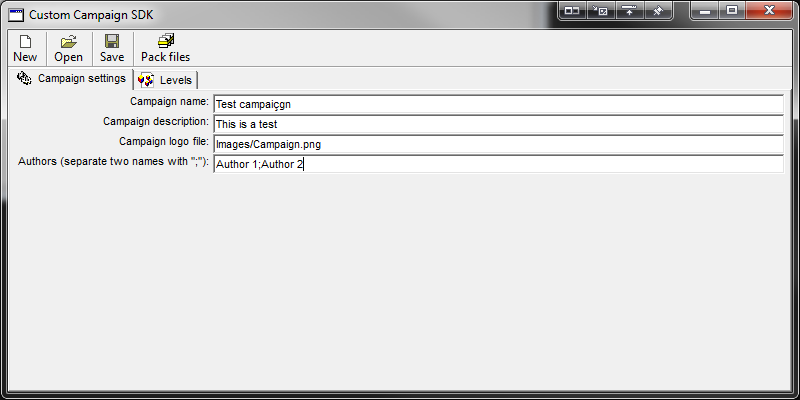 Custom Campaign SDK
New Open Save Pack files
Campaign settings Levels
Campaign name: Test campaiçgn
Campaign description: This is a test
Campaign logo file: Images/Campaign.png
Authors (separate two names with ";"): Author 1;Author 2